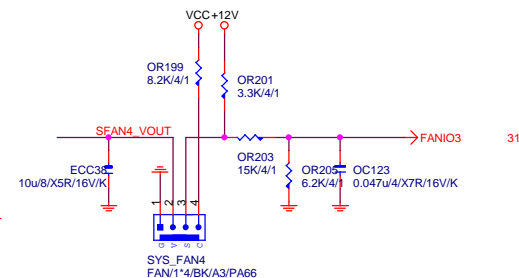 VCC +12V
OR199
8.2K/4/1
OR201
3.3K/4/1
SFAN4_VOUT
FANIO3
31
ECC38
10u/8/X5R/16V/K
OR203
15K/4/1
OR205
6.2K/4/1
OC123
0.047u/4/X7R/16V/K
1 2 3 4
G V S C
SYS_FAN4
FAN/1*4/BK/A3/PA66